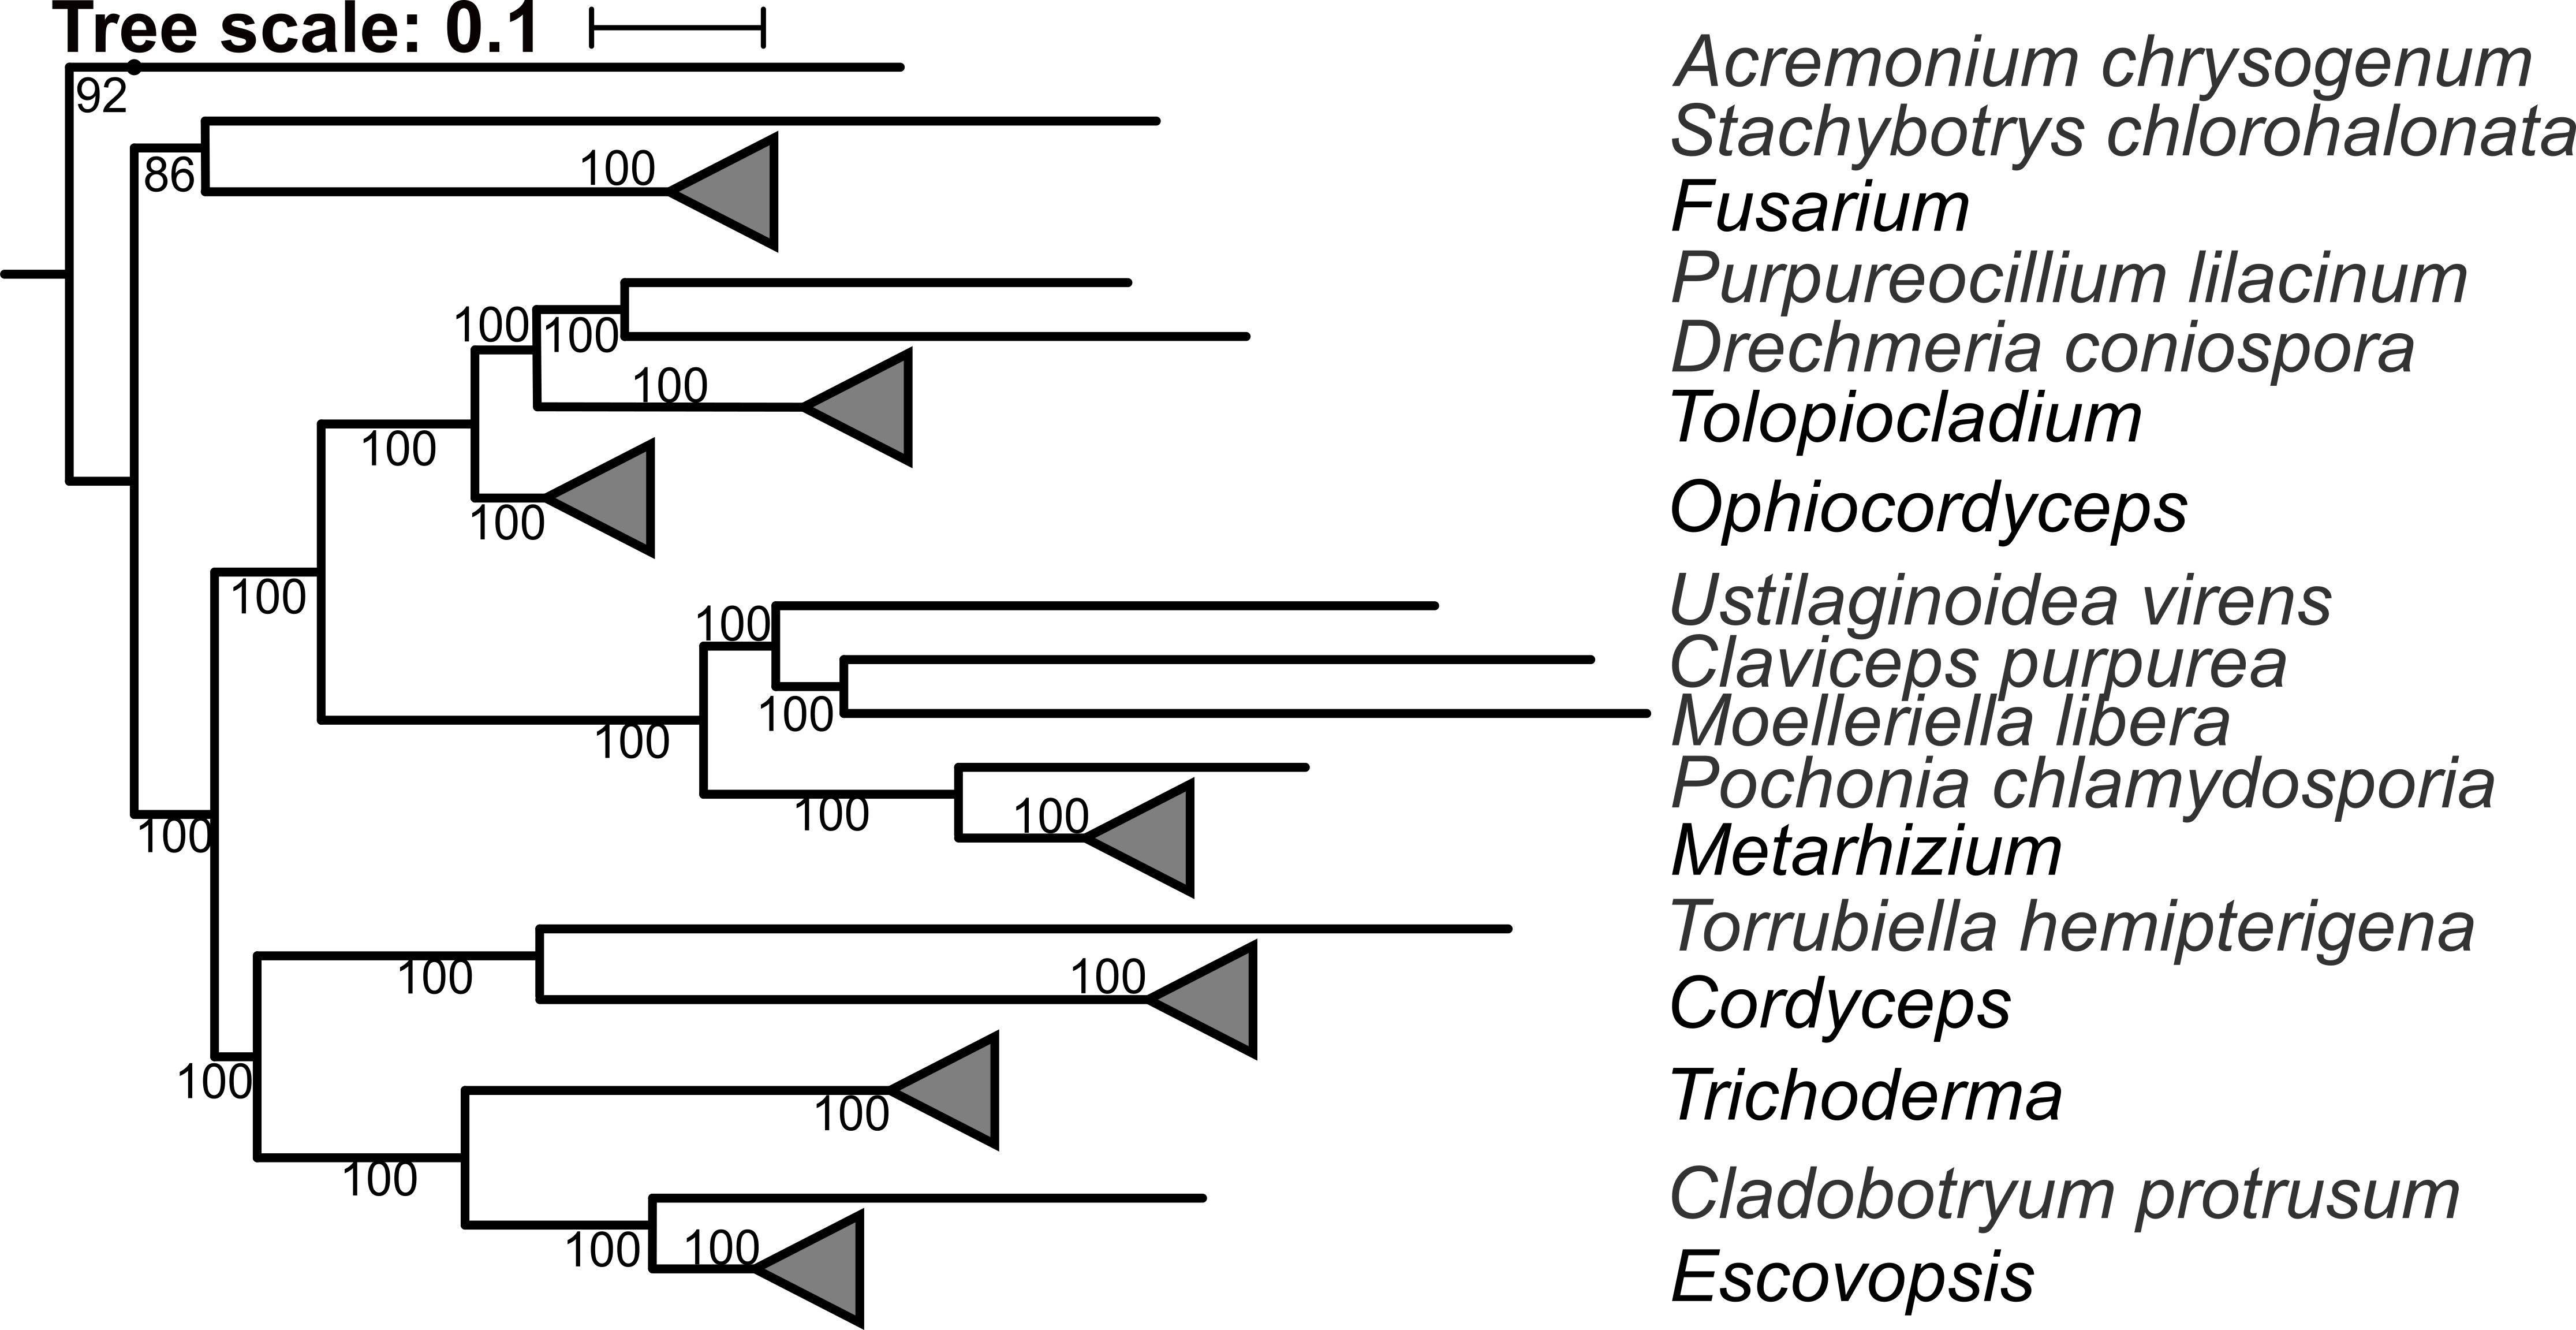 Tree scale: 0.1
Acremonium chrysogenum
92
Stachybotrys chlorohalonata
86
100
Fusarium
Purpureocillium lilacinum
100
100
Drechmeria coniospora
100
Tolopiocladium
100
Ophiocordyceps
100
100
Ustilaginoidea virens
100
Claviceps purpurea
100
Moelleriella libera
100
Pochonia chlamydosporia
100
100
100
Metarhizium
Torrubiella hemipterigena
100
100
Cordyceps
100
Trichoderma
100
100
Cladobotryum protrusum
100
100
Escovopsis